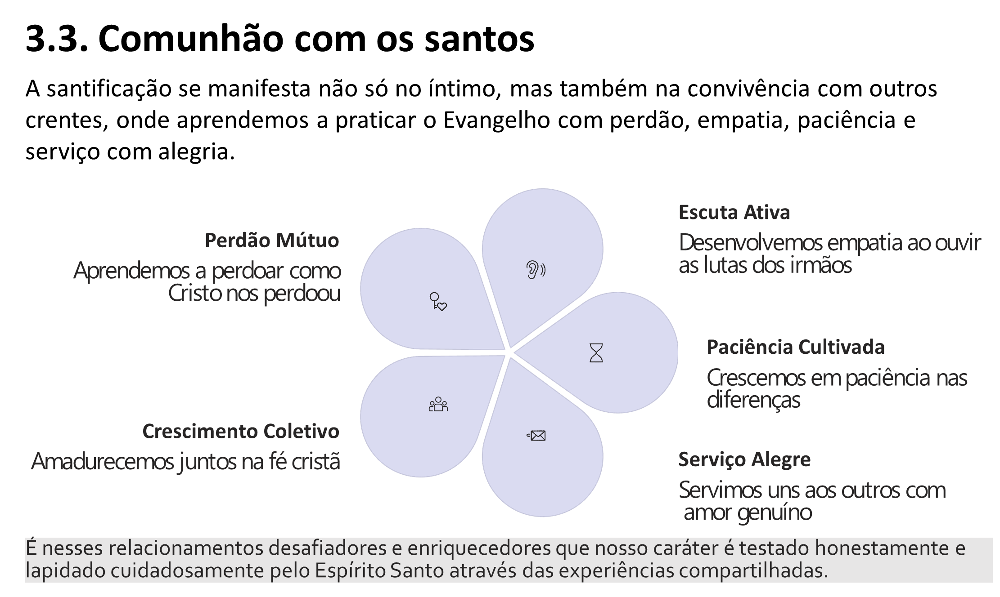 3.3. Comunhão com os santos
A santificação se manifesta não só no íntimo, mas também na convivência com outros
crentes, onde aprendemos a praticar o Evangelho com perdão, empatia, paciência e
serviço com alegria.
Perdão Mútuo
Aprendemos a perdoar como
Cristo nos perdoou
Escuta Ativa
Desenvolvemos empatia ao ouvir
as lutas dos irmãos
Paciência Cultivada
Crescemos em paciência nas
diferenças
Crescimento Coletivo
Amadurecemos juntos na fé cristã
Serviço Alegre
Servimos uns aos outros com
amor genuíno
É nesses relacionamentos desafiadores e enriquecedores que nosso caráter é testado honestamente e
lapidado cuidadosamente pelo Espírito Santo através das experiências compartilhadas.